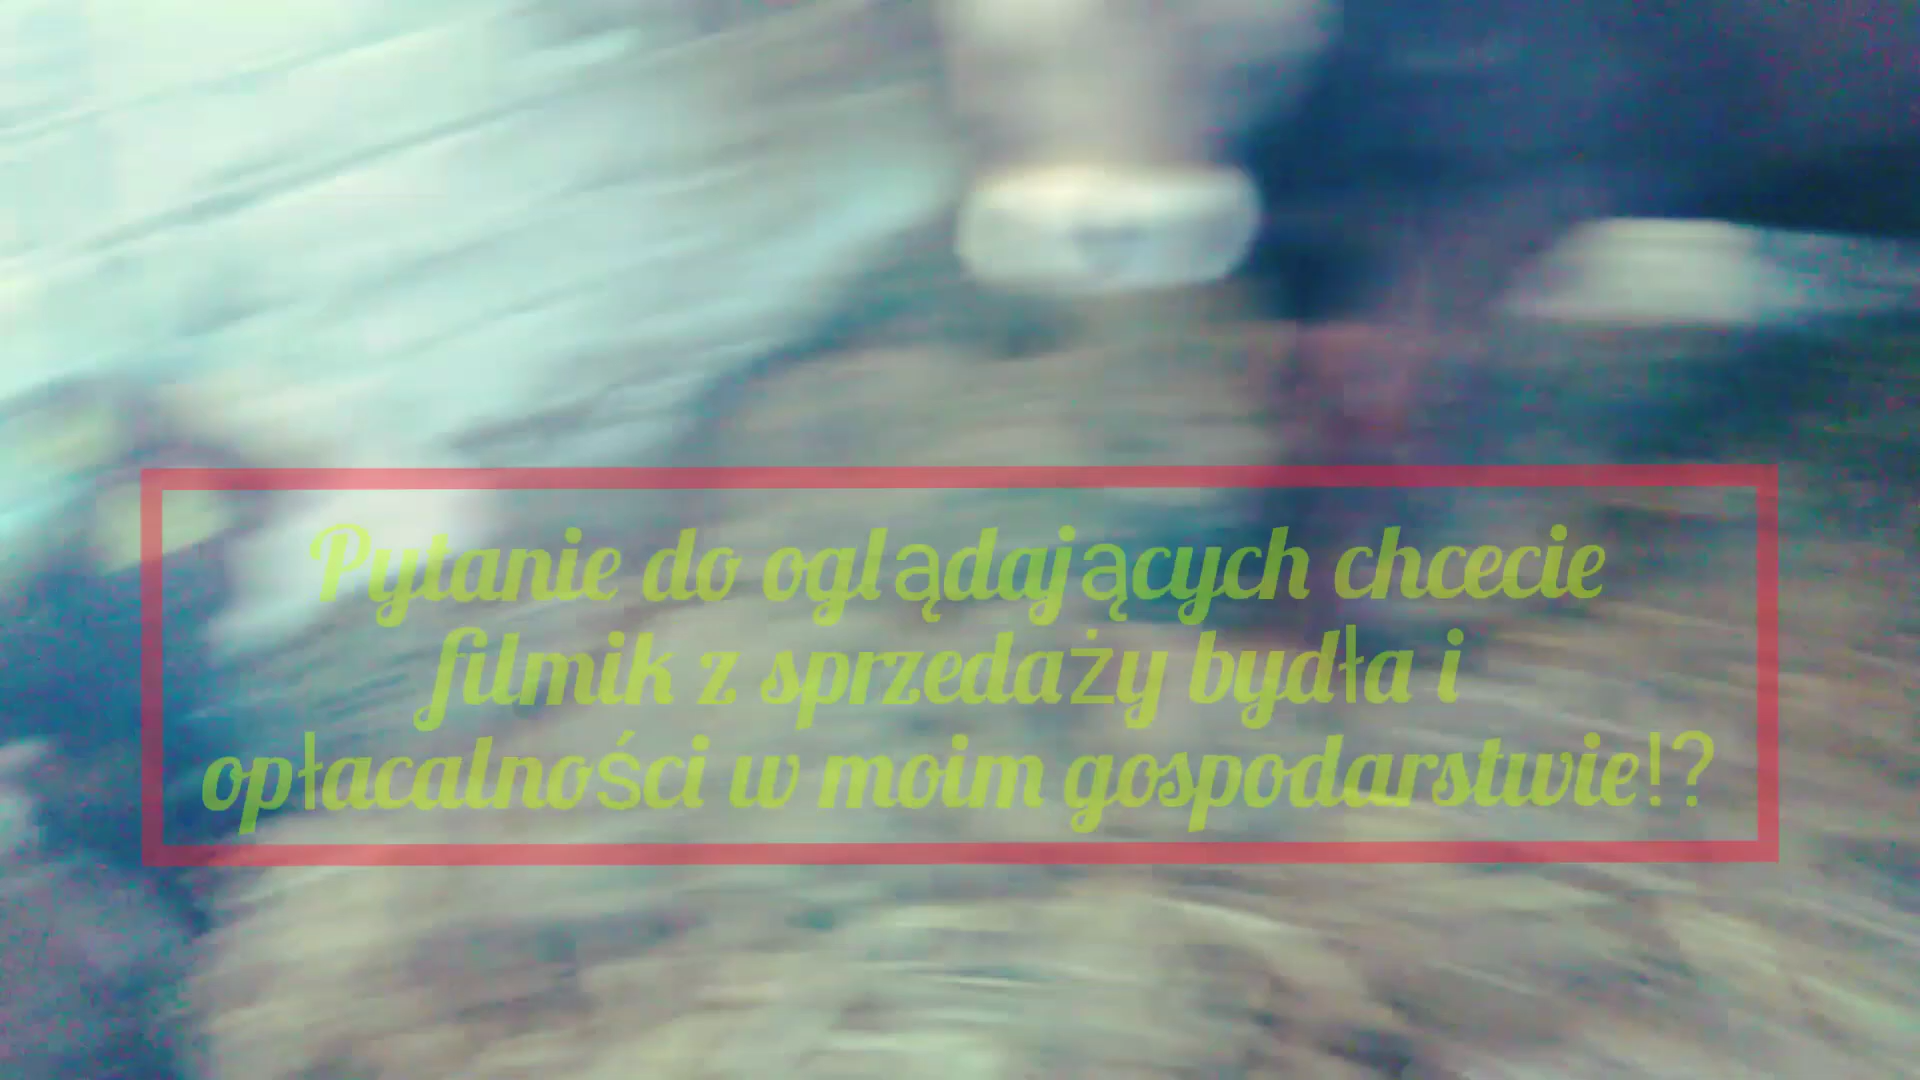 Pytanie do oglądających chcecie
filmik z sprzedaży bydła i
opłacalności w moim gospodarstwie!?